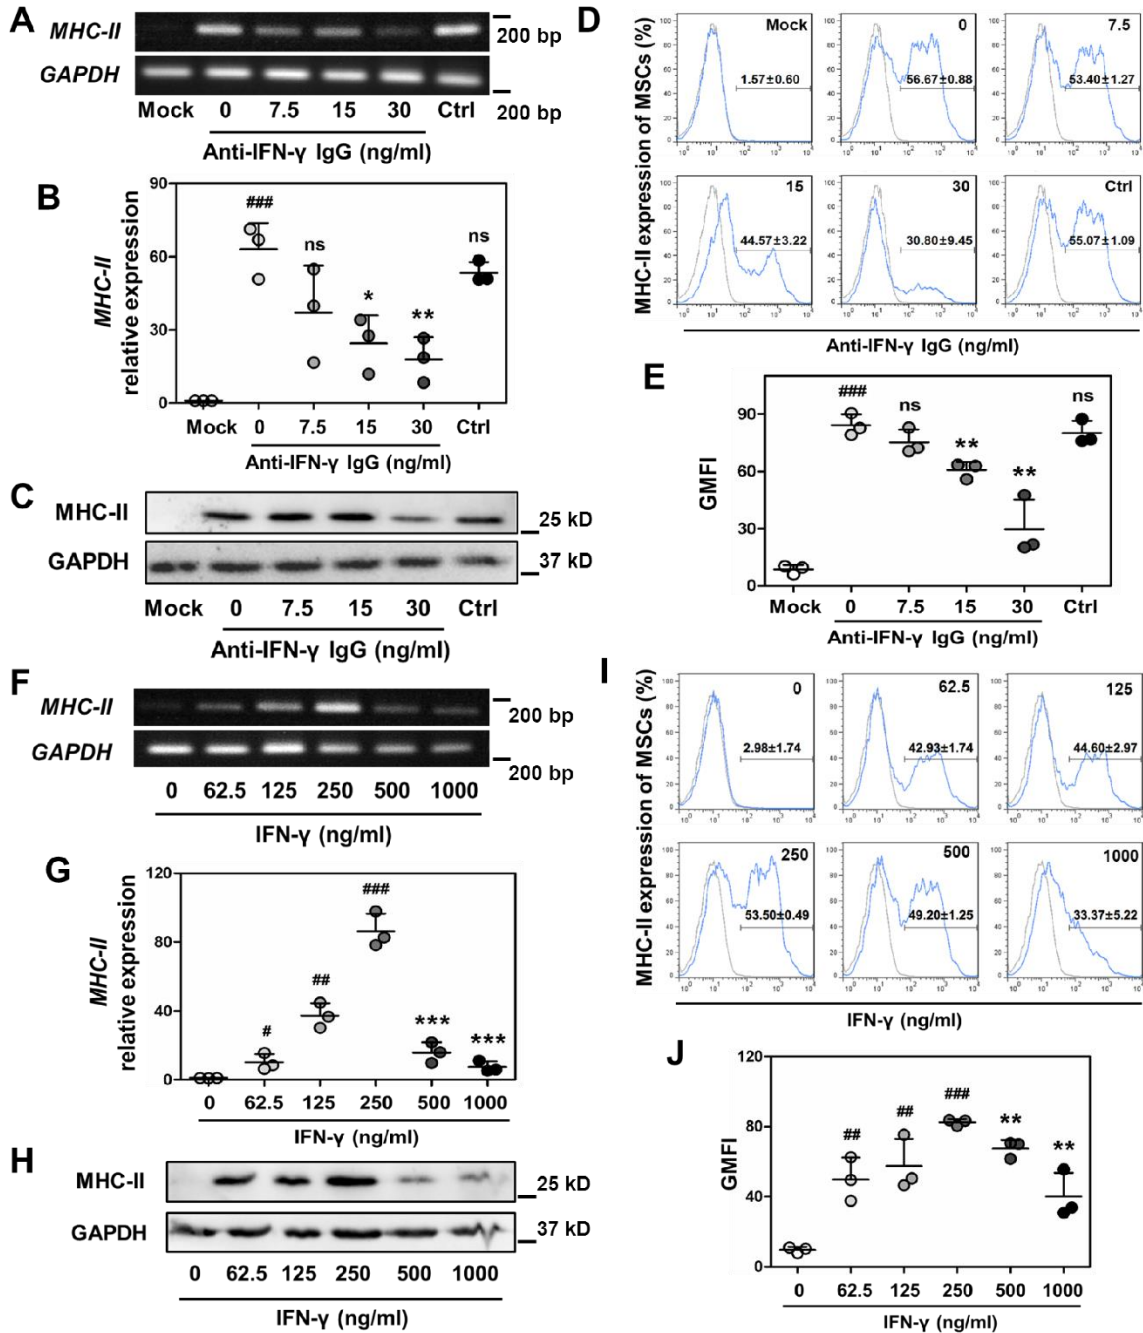 A
MHC-II
200 bp
GAPDH
200 bp
Mock 0 7.5 15 30 Ctrl
Anti-IFN-γ IgG (ng/ml)
B
MHC-II
relative expression
90
60
30
0
###
ns
*
**
ns
Mock 0 7.5 15 30 Ctrl
Anti-IFN-γ IgG (ng/ml)
C
MHC-II
25 kD
GAPDH
37 kD
Mock 0 7.5 15 30 Ctrl
Anti-IFN-γ IgG (ng/ml)
D
MHC-II expression of MSCs (%)
Mock
1.57±0.60
0
56.67±0.88
7.5
53.40±1.27
15
44.57±3.22
30
30.80±9.45
Ctrl
55.07±1.09
Anti-IFN-γ IgG (ng/ml)
E
GMFI
90
60
30
0
###
ns
**
**
ns
Mock 0 7.5 15 30 Ctrl
Anti-IFN-γ IgG (ng/ml)
F
MHC-II
200 bp
GAPDH
200 bp
0 62.5 125 250 500 1000
IFN-γ (ng/ml)
G
MHC-II
relative expression
120
80
40
0
#
##
###
***
***
0 62.5 125 250 500 1000
IFN-γ (ng/ml)
H
MHC-II
25 kD
GAPDH
37 kD
0 62.5 125 250 500 1000
IFN-γ (ng/ml)
I
MHC-II expression of MSCs (%)
0
2.98±1.74
62.5
42.93±1.74
125
44.60±2.97
250
53.50±0.49
500
49.20±1.25
1000
33.37±5.22
IFN-γ (ng/ml)
J
GMFI
120
80
40
0
##
##
###
**
**
0 62.5 125 250 500 1000
IFN-γ (ng/ml)